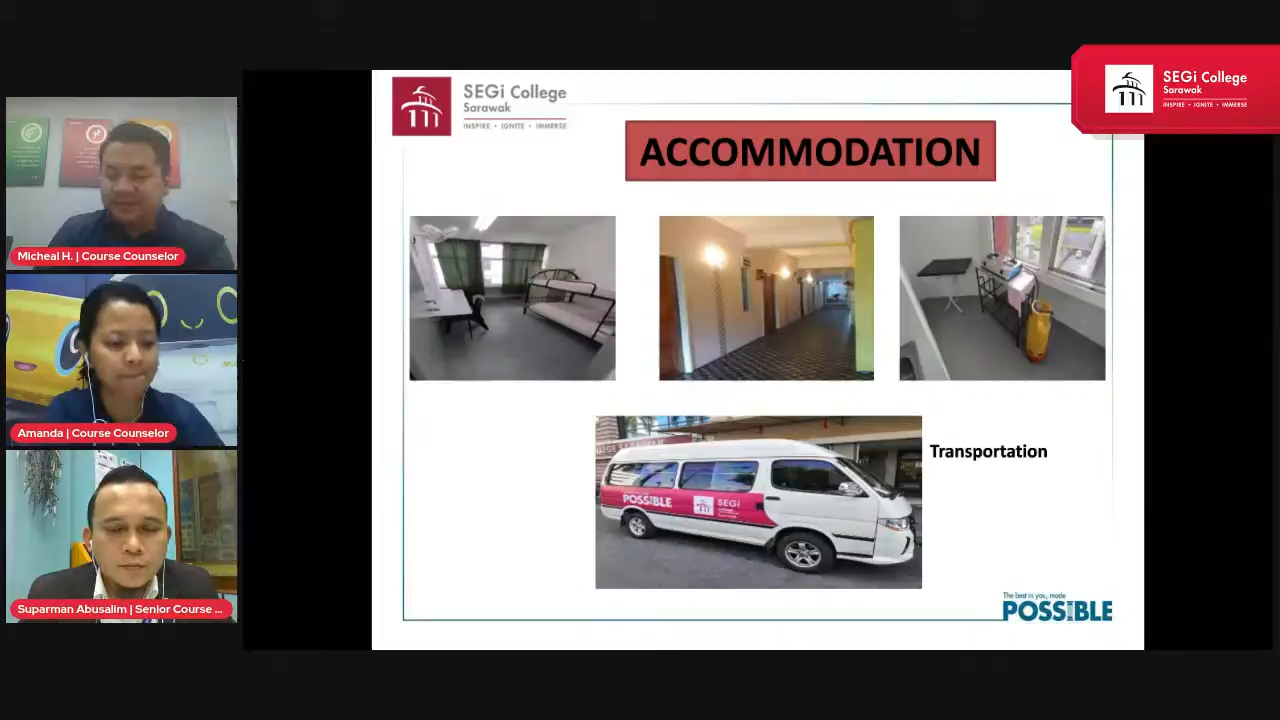 SEGi College
Sarawak
INSPIRE • IGNITE • IMMERSE
SEGi College
Sarawak
INSPIRE • IGNITE • IMMERSE
ACCOMMODATION
Micheal H. | Course Counselor
Amanda | Course Counselor
Suparman Abusalim | Senior Course ...
POSSIBLE
SEGi
College
Transportation
The best in you, made
POSSIBLE